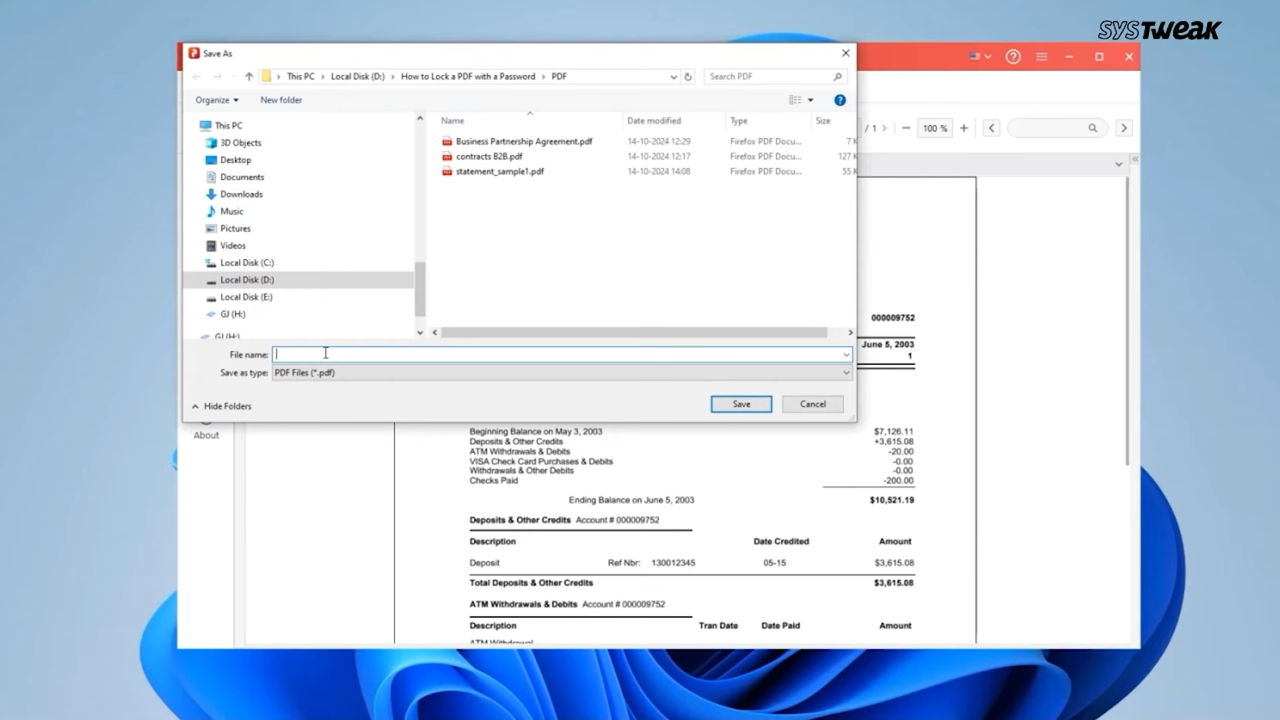 SYSTWEAK
Save As
This PC > Local Disk (D:) > How to Lock a PDF with a Password > PDF
Search PDF
Organize
New folder
This PC
3D Objects
Desktop
Documents
Downloads
Music
Pictures
Videos
Local Disk (C:)
Local Disk (D:)
Local Disk (E:)
GJ (H:)
GJ (H:)
Name Date modified Type Size
Business Partnership Agreement.pdf 14-10-2024 12:29 Firefox PDF Docu... 7 K
contracts B2B.pdf 14-10-2024 12:17 Firefox PDF Docu... 127 K
statement_sample1.pdf 14-10-2024 14:08 Firefox PDF Docu... 55 K
File name:
Save as type: PDF Files (*.pdf)
Hide Folders
Save
Cancel
/ 1
100 %
000009752
June 5, 2003
1
About
Beginning Balance on May 3, 2003 $7,126.11
Deposits & Other Credits +3,615.08
ATM Withdrawals & Debits -20.00
VISA Check Card Purchases & Debits -0.00
Withdrawals & Other Debits -0.00
Checks Paid -200.00
Ending Balance on June 5, 2003 $10,521.19
Deposits & Other Credits Account # 000009752
Description Date Credited Amount
Deposit Ref Nbr: 130012345 05-15 $3,615.08
Total Deposits & Other Credits $3,615.08
ATM Withdrawals & Debits Account # 000009752
Description Tran Date Date Paid Amount
ATM Withdrawal